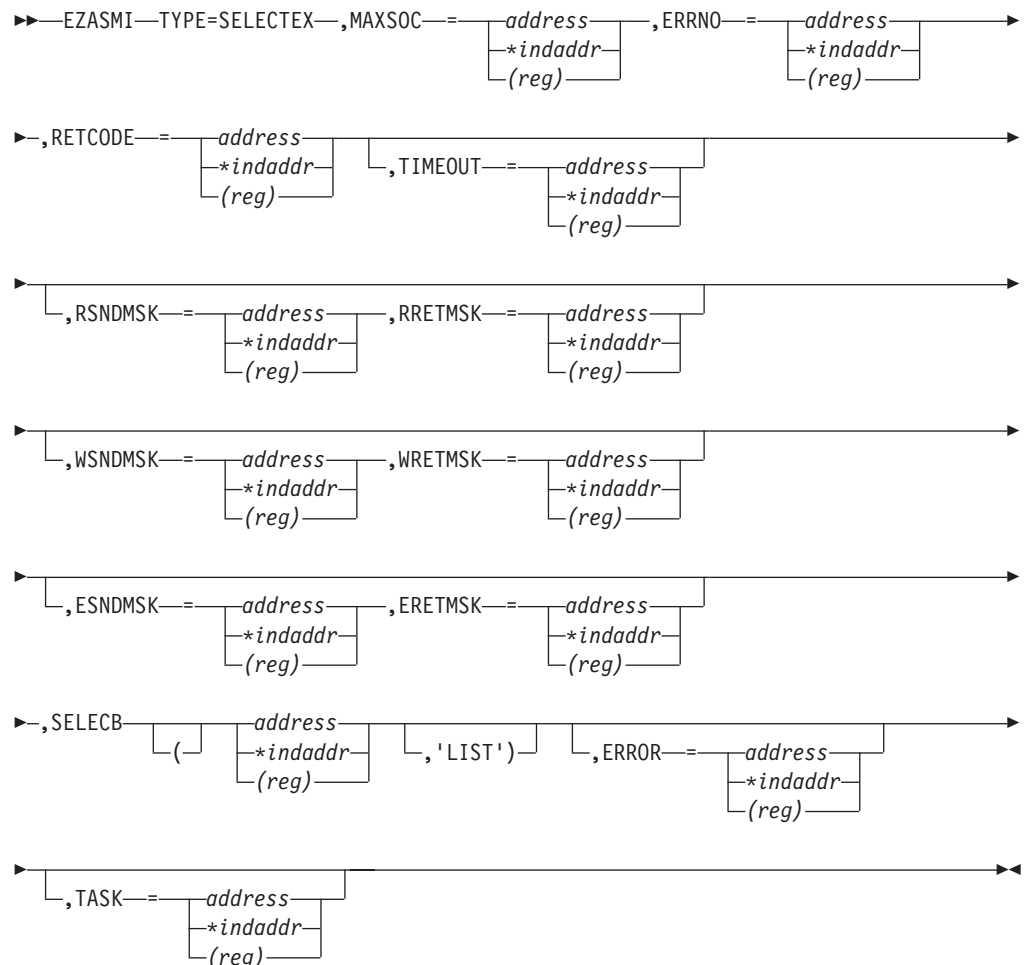 EZASMI TYPE=SELECTEX ,MAXSOC = address ,ERRNO = address
*indaddr *indaddr
(reg) (reg)
,RETCODE = address
*indaddr ,TIMEOUT = address
(reg) *indaddr
(reg)
,RSNDMSK = address ,RRETMSK = address
*indaddr *indaddr
(reg) (reg)
,WSNDMSK = address ,WRETMSK = address
*indaddr *indaddr
(reg) (reg)
,ESNDMSK = address ,ERETMSK = address
*indaddr *indaddr
(reg) (reg)
,SELECB address
( *indaddr ,'LIST') ,ERROR = address
(reg) *indaddr
(reg)
,TASK = address
*indaddr
(reg)